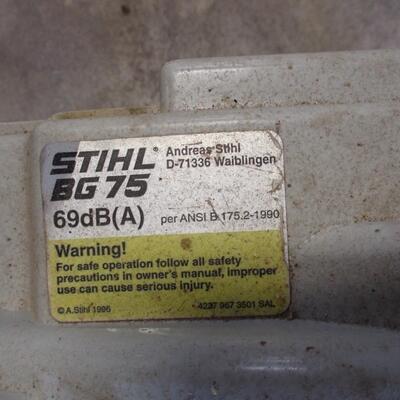 STIHL®
BG 75
Andreas Stihl
D-71336 Waiblingen
69dB(A) per ANSI B 175.2-1990
Warning!
For safe operation follow all safety
precautions in owner's manual, improper
use can cause serious injury.
© A.Stihl 1996 4227 967 3501 SAL